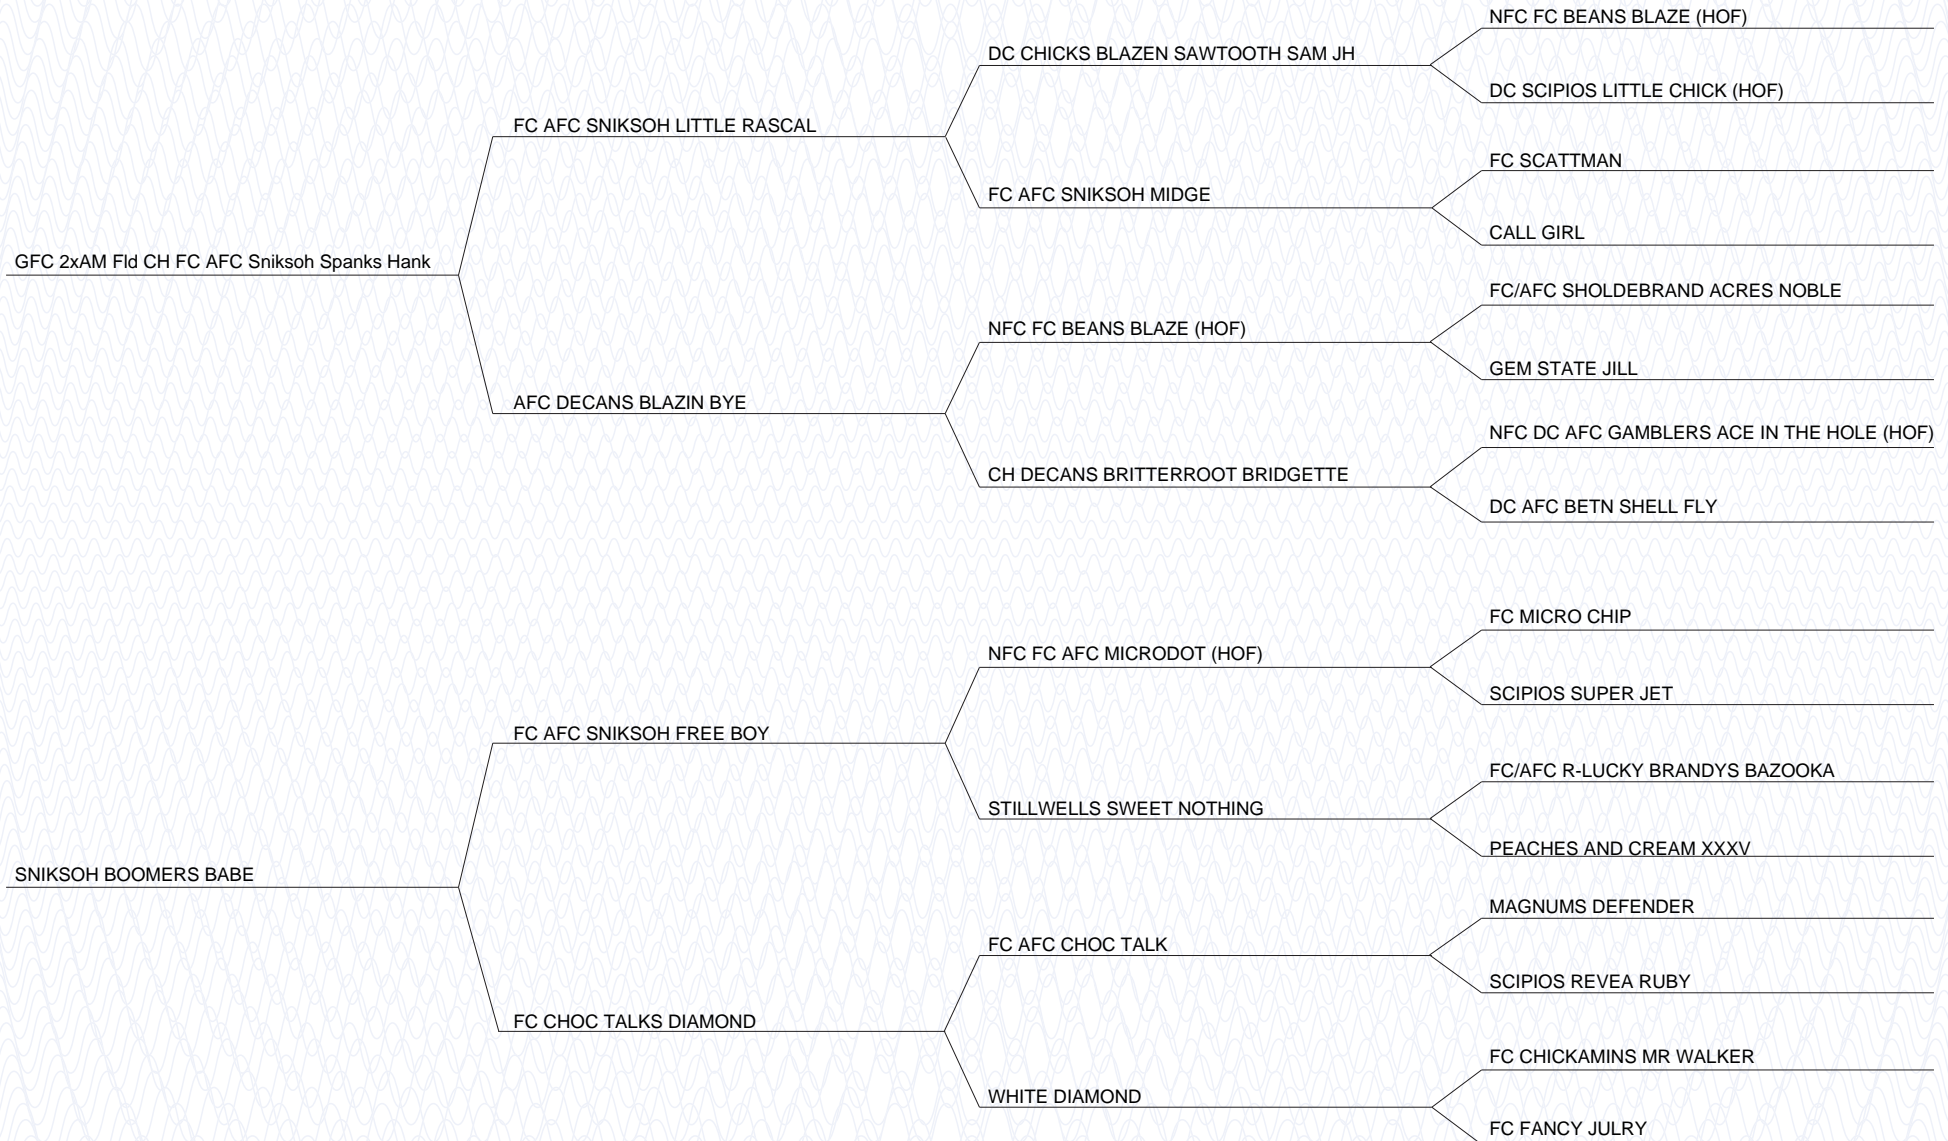 NFC FC BEANS BLAZE (HOF)
DC CHICKS BLAZEN SAWTOOTH SAM JH
DC SCIPIOS LITTLE CHICK (HOF)
FC AFC SNIKSOH LITTLE RASCAL
FC SCATTMAN
FC AFC SNIKSOH MIDGE
CALL GIRL
GFC 2xAM Fld CH FC AFC Sniksoh Spanks Hank
FC/AFC SHOLDEBRAND ACRES NOBLE
NFC FC BEANS BLAZE (HOF)
GEM STATE JILL
AFC DECANS BLAZIN BYE
NFC DC AFC GAMBLERS ACE IN THE HOLE (HOF)
CH DECANS BRITTERROOT BRIDGETTE
DC AFC BETN SHELL FLY
FC MICRO CHIP
NFC FC AFC MICRODOT (HOF)
SCIPIOS SUPER JET
FC AFC SNIKSOH FREE BOY
FC/AFC R-LUCKY BRANDYS BAZOOKA
STILLWELLS SWEET NOTHING
PEACHES AND CREAM XXXV
SNIKSOH BOOMERS BABE
MAGNUMS DEFENDER
FC AFC CHOC TALK
SCIPIOS REVEA RUBY
FC CHOC TALKS DIAMOND
FC CHICKAMINS MR WALKER
WHITE DIAMOND
FC FANCY JULRY